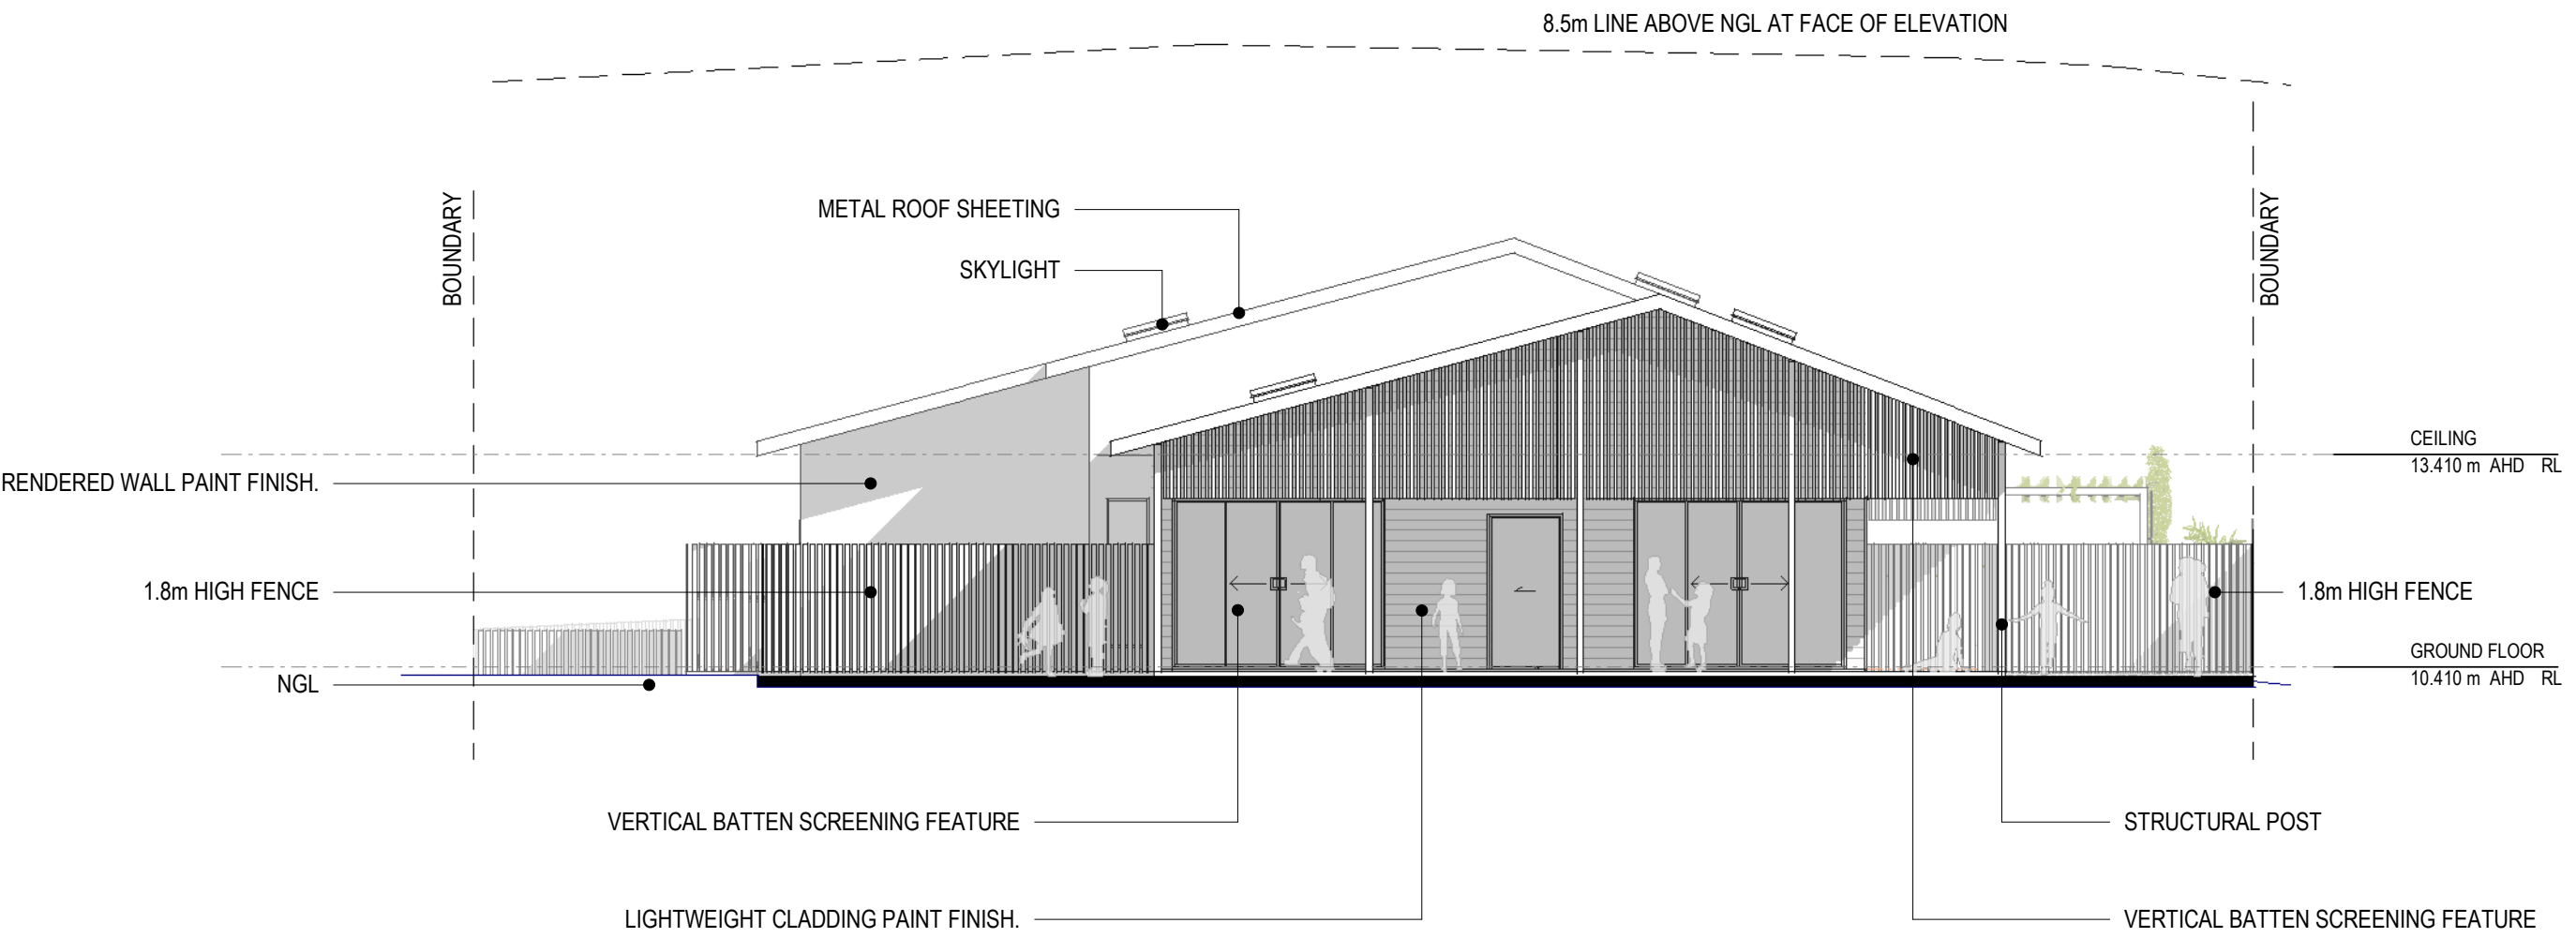 8.5m LINE ABOVE NGL AT FACE OF ELEVATION
BOUNDARY
METAL ROOF SHEETING
SKYLIGHT
BOUNDARY
CEILING
13.410 m AHD RL
RENDERED WALL PAINT FINISH.
1.8m HIGH FENCE
1.8m HIGH FENCE
GROUND FLOOR
10.410 m AHD RL
NGL
VERTICAL BATTEN SCREENING FEATURE
STRUCTURAL POST
LIGHTWEIGHT CLADDING PAINT FINISH.
VERTICAL BATTEN SCREENING FEATURE